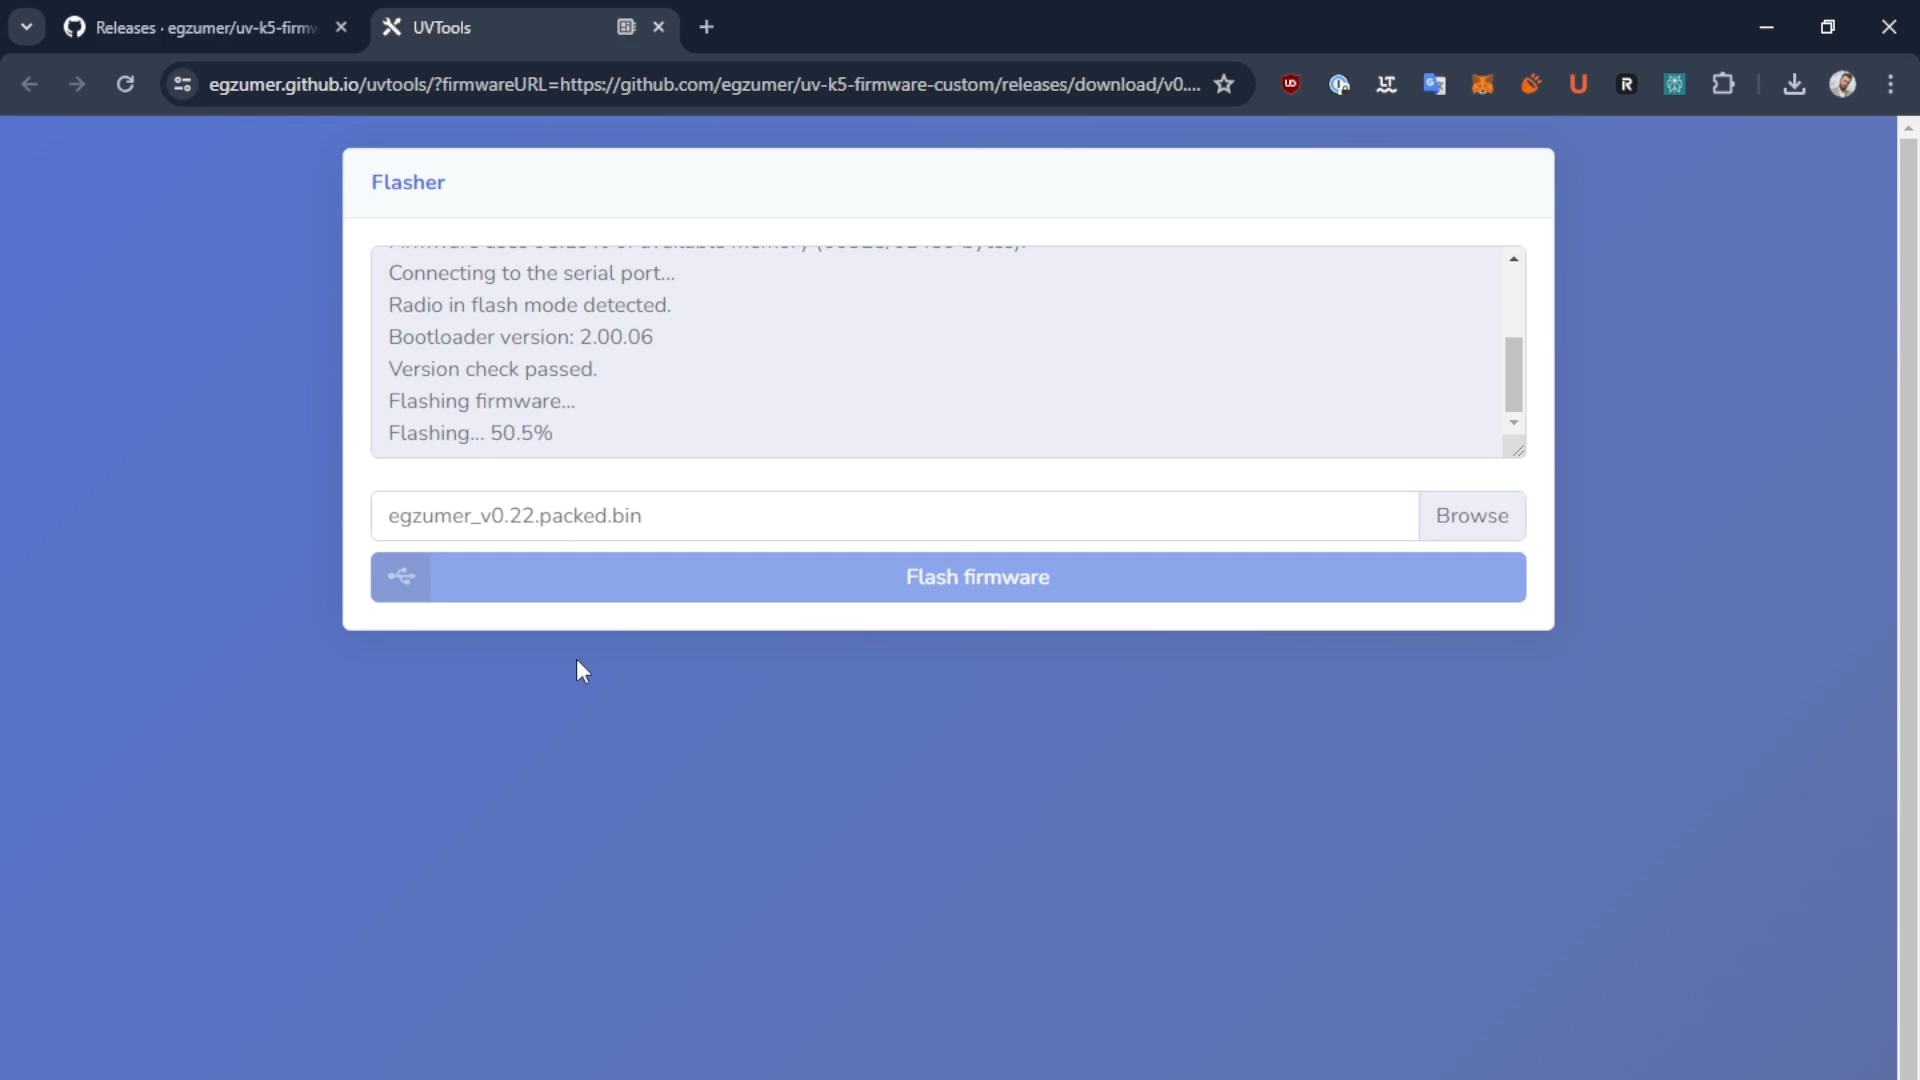 Releases · egzumer/uv-k5-firmw
UVTools
egzumer.github.io/uvtools/?firmwareURL=https://github.com/egzumer/uv-k5-firmware-custom/releases/download/v0....
Flasher
Connecting to the serial port...
Radio in flash mode detected.
Bootloader version: 2.00.06
Version check passed.
Flashing firmware...
Flashing... 50.5%
egzumer_v0.22.packed.bin
Browse
Flash firmware